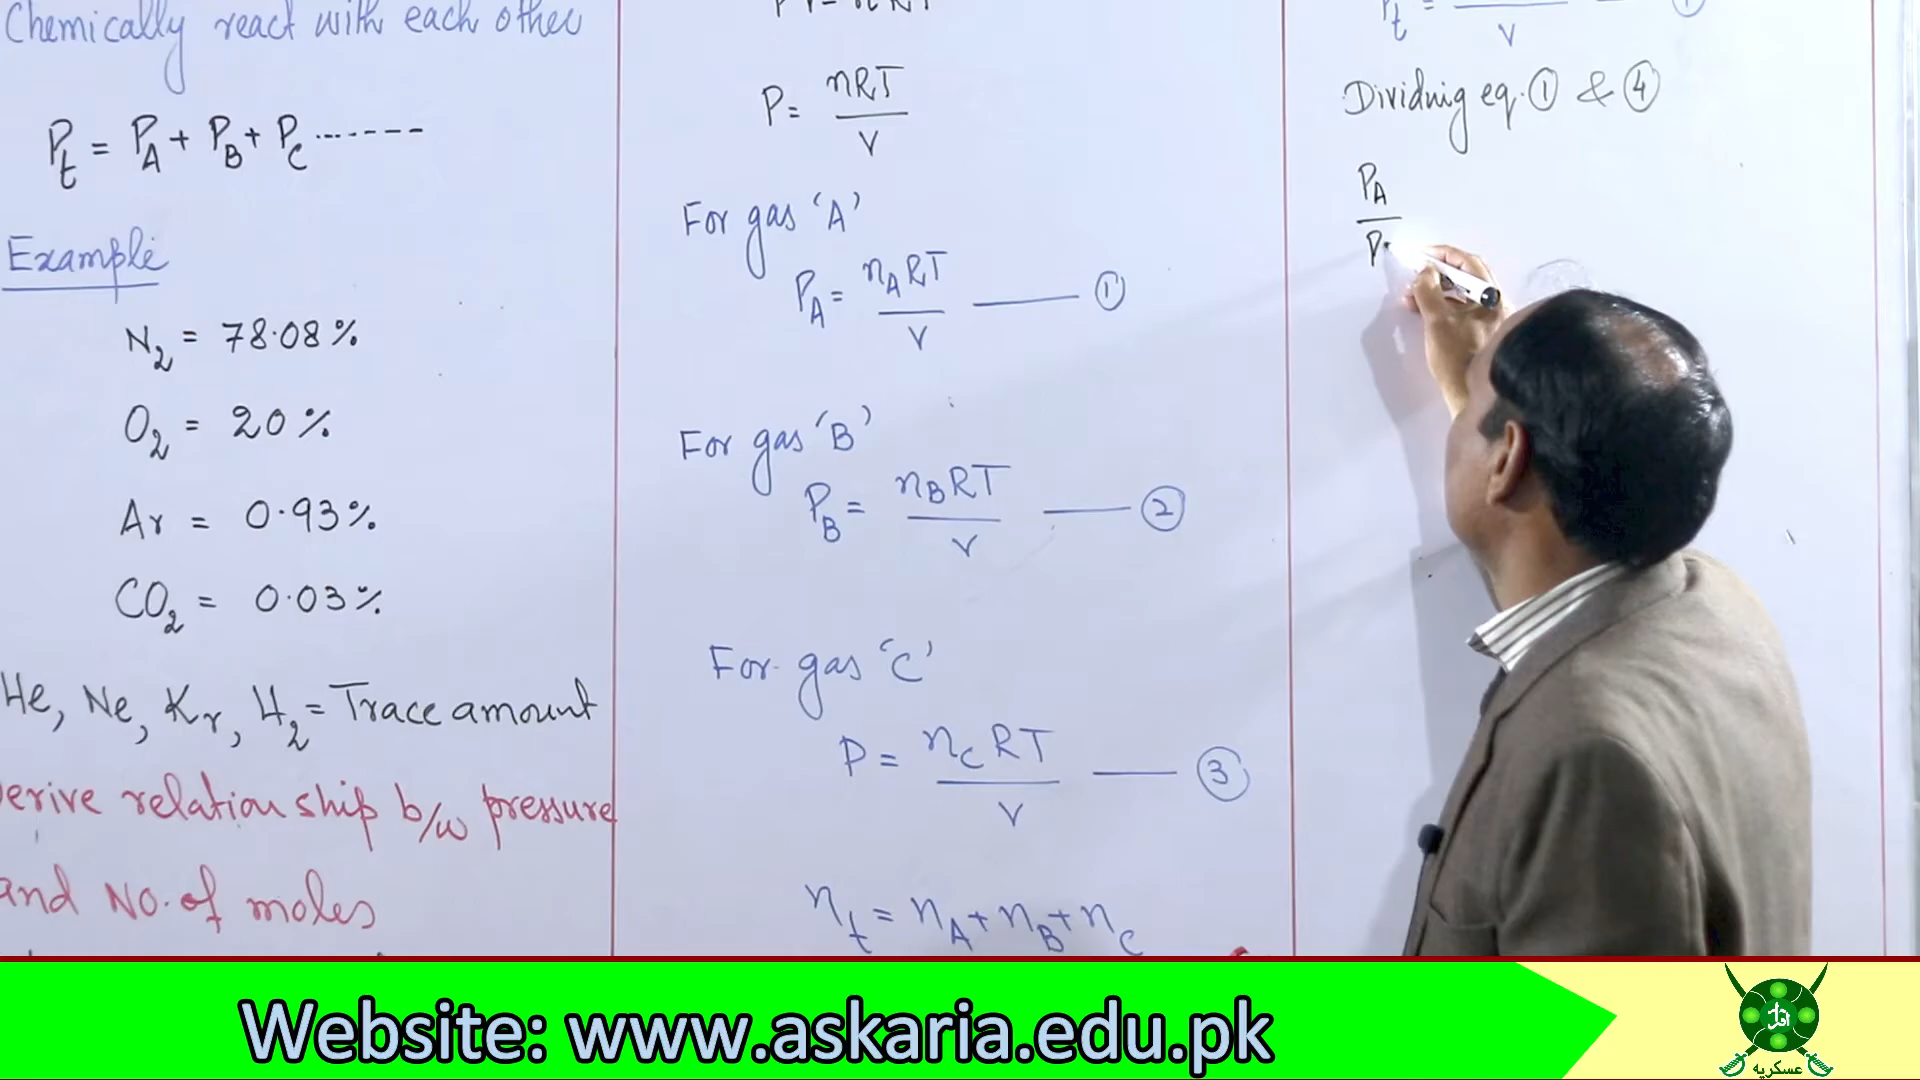 Chemically react with each other
Pt = PA + PB + PC .......
Example
N2 = 78.08%
O2 = 20%
Ar = 0.93%
CO2 = 0.03%
He, Ne, Kr, H2 = Trace amount
erive relationship b/w pressure
and NO. of moles
P = nRT
V
For gas 'A'
PA = nART
V
1
For gas 'B'
PB = nBRT
V
2
For gas 'C'
P = nCRT
V
3
nt = nA + nB + nC
Pt =
V
Dividnig eq. 1 & 4
PA
P
Website: www.askaria.edu.pk
اقرا
عسکریہ